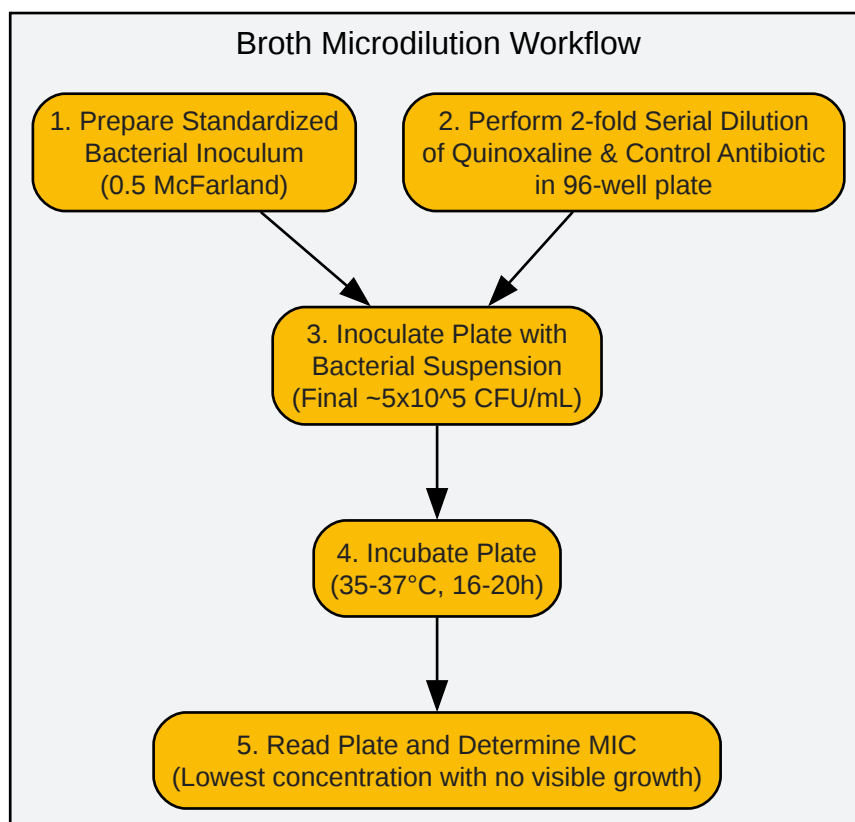 Broth Microdilution Workflow
1. Prepare Standardized
Bacterial Inoculum
(0.5 McFarland)
2. Perform 2-fold Serial Dilution
of Quinoxaline & Control Antibiotic
in 96-well plate
3. Inoculate Plate with
Bacterial Suspension
(Final ~5x10^5 CFU/mL)
4. Incubate Plate
(35-37°C, 16-20h)
5. Read Plate and Determine MIC
(Lowest concentration with no visible growth)